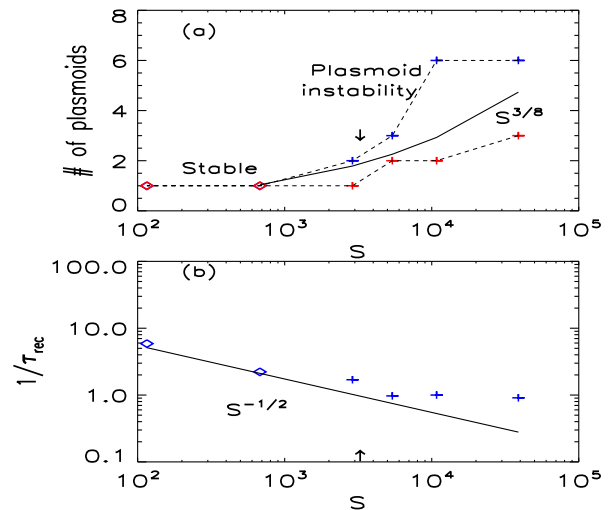 (a)
8
6
4
2
0
# of plasmoids
Plasmoid
instability
S^{3/8}
Stable
10^2 10^3 10^4 10^5
S
(b)
100.0
10.0
1.0
0.1
1/τ_{rec}
S^{-1/2}
10^2 10^3 10^4 10^5
S